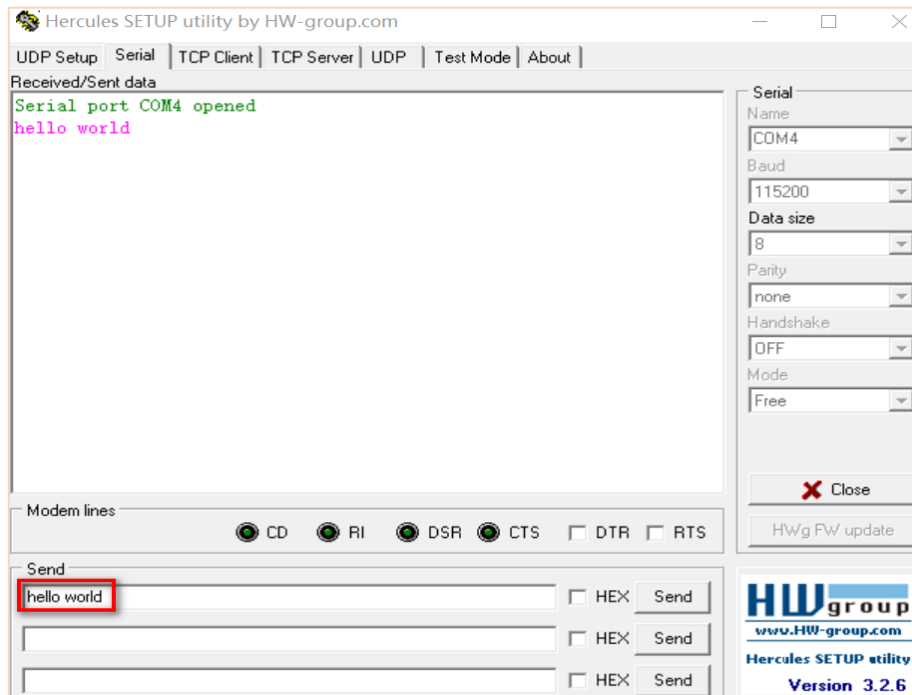 Hercules SETUP utility by HW-group.com
UDP Setup Serial TCP Client TCP Server UDP Test Mode About
Received/Sent data
Serial port COM4 opened
hello world
Serial
Name
COM4
Baud
115200
Data size
8
Parity
none
Handshake
OFF
Mode
Free
Close
HWg FW update
Modem lines
CD RI DSR CTS DTR RTS
Send
hello world HEX Send
HEX Send
HEX Send
HW group
www.HW-group.com
Hercules SETUP utility
Version 3.2.6